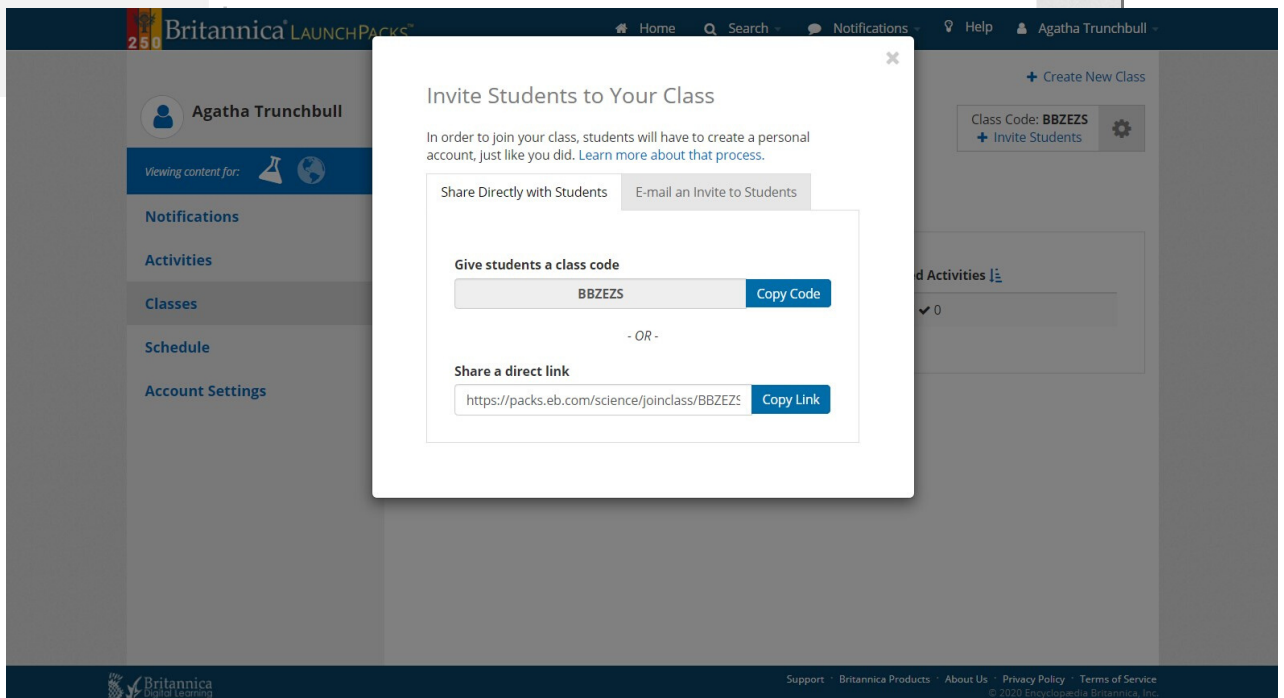 250 Britannica® LAUNCHPACKS™
Home Search Notifications Help Agatha Trunchbull
Create New Class
Agatha Trunchbull
Class Code: BBZEZS
Invite Students
Viewing content for:
Notifications
Activities
Classes
Schedule
Account Settings
Invite Students to Your Class
In order to join your class, students will have to create a personal
account, just like you did. Learn more about that process.
Share Directly with Students E-mail an Invite to Students
Give students a class code
BBZEZS Copy Code
- OR -
Share a direct link
https://packs.eb.com/science/joinclass/BBZEZS Copy Link
d Activities
0
Britannica
Digital Learning
Support · Britannica Products · About Us · Privacy Policy · Terms of Service
© 2020 Encyclopædia Britannica, Inc.